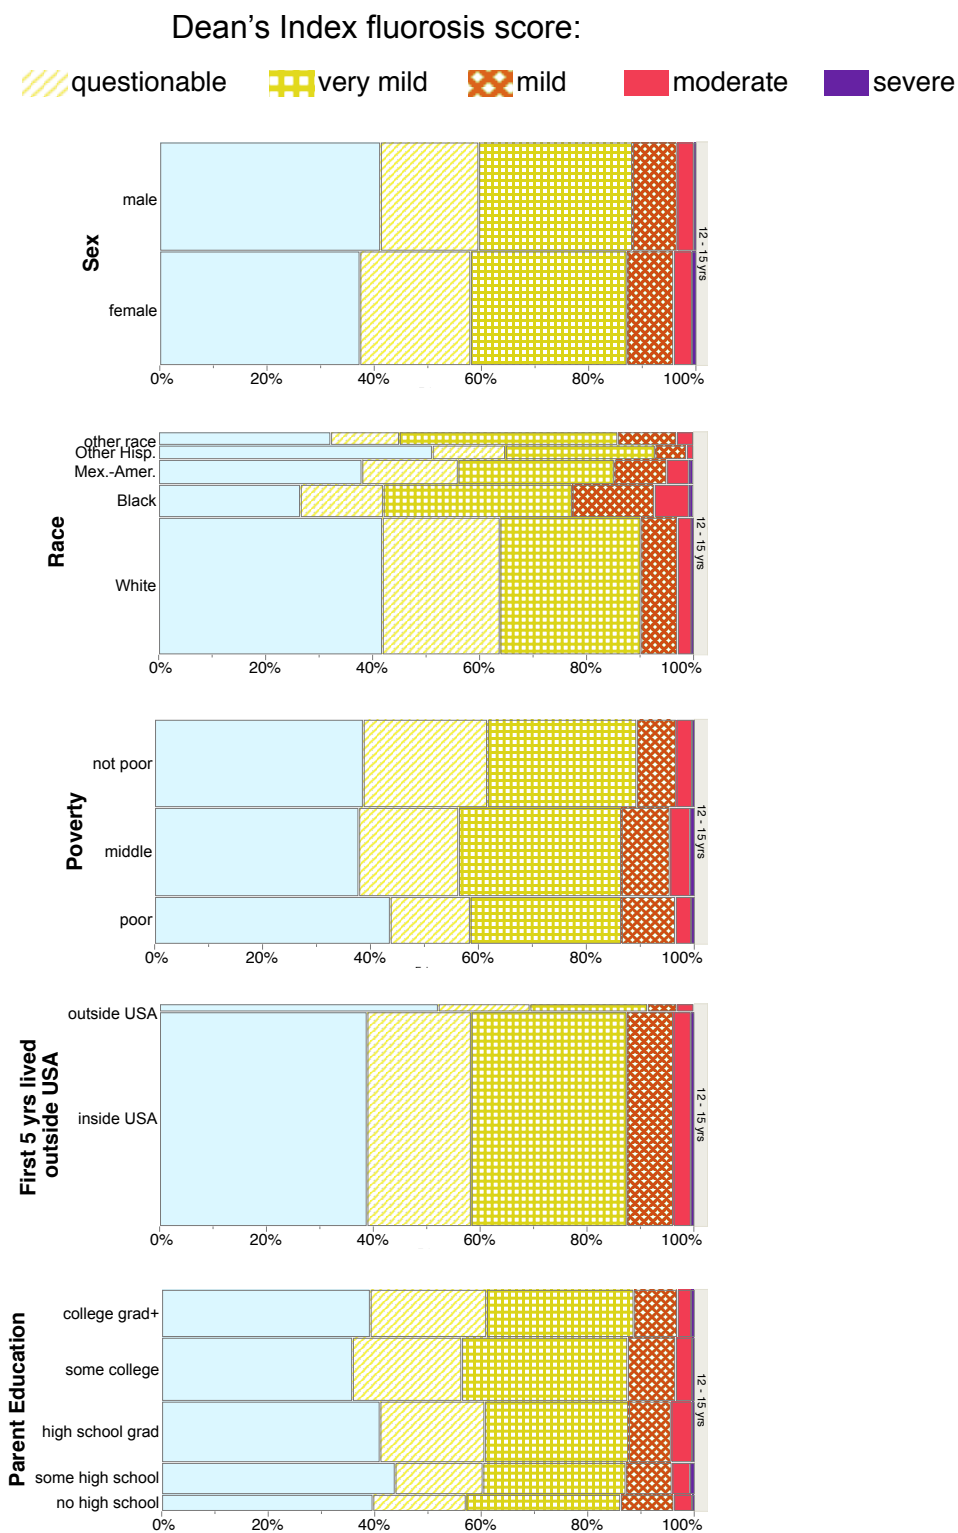 Dean's Index fluorosis score:
questionable very mild mild moderate severe
male
Sex
female
12 - 15 yrs
0% 20% 40% 60% 80% 100%
other race
Other Hisp.
Mex.-Amer.
Black
Race
White
12 - 15 yrs
0% 20% 40% 60% 80% 100%
not poor
Poverty
middle
poor
12 - 15 yrs
0% 20% 40% 60% 80% 100%
outside USA
First 5 yrs lived
outside USA
inside USA
12 - 15 yrs
0% 20% 40% 60% 80% 100%
college grad+
some college
Parent Education
high school grad
some high school
no high school
12 - 15 yrs
0% 20% 40% 60% 80% 100%